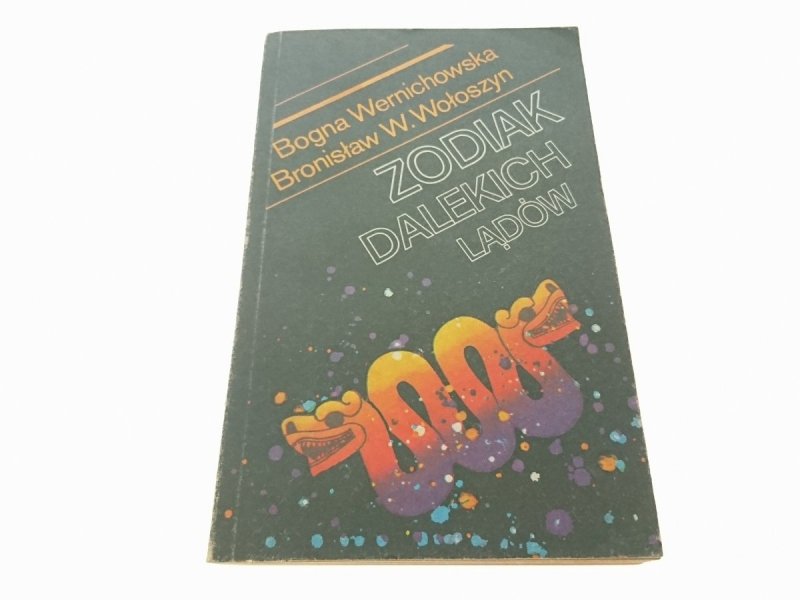 Bogna Wernichowska
Bronisław W. Wołoszyn
ZODIAK
DALEKICH
LĄDÓW